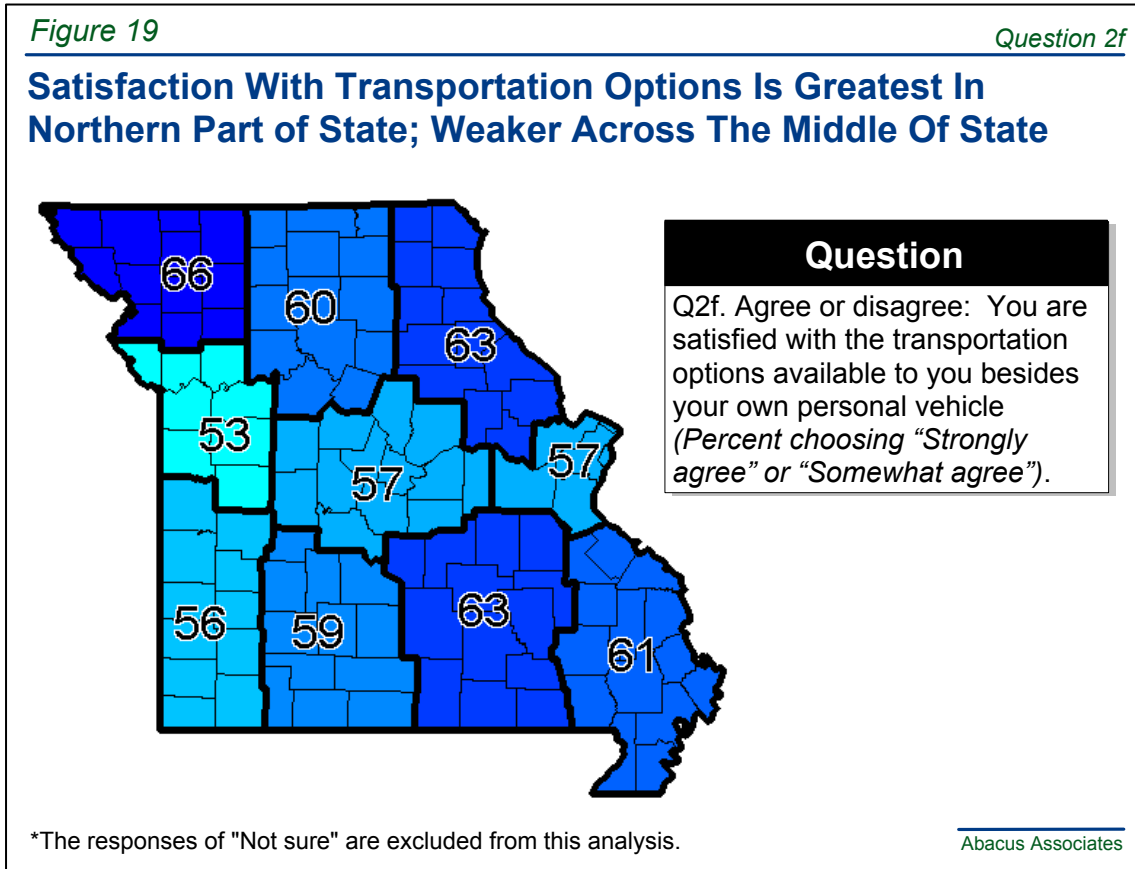 Figure 19
Question 2f
Satisfaction With Transportation Options Is Greatest In
Northern Part of State; Weaker Across The Middle Of State
66
60
63
53
57
57
56
59
63
61
Question
Q2f. Agree or disagree: You are
satisfied with the transportation
options available to you besides
your own personal vehicle
(Percent choosing “Strongly
agree” or “Somewhat agree”).
*The responses of "Not sure" are excluded from this analysis.
Abacus Associates